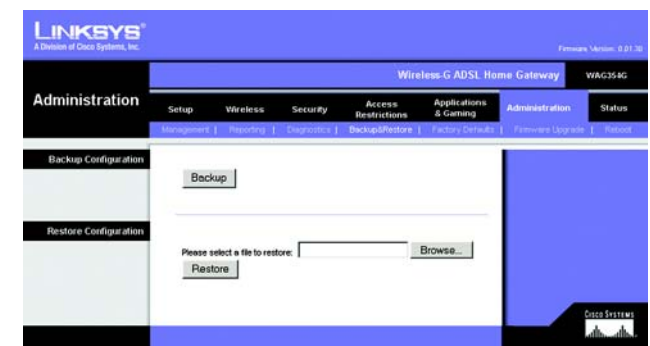 LINKSYS®
A Division of Cisco Systems, Inc.
Firmware Version: 0.01.30
Wireless-G ADSL Home Gateway WAG354G
Administration
Setup Wireless Security Access Restrictions Applications & Gaming Administration Status
Management | Reporting | Diagnostics | Backup&Restore | Factory Defaults | Firmware Upgrade | Reboot
Backup Configuration
Backup
Restore Configuration
Please select a file to restore: Browse...
Restore
CISCO SYSTEMS